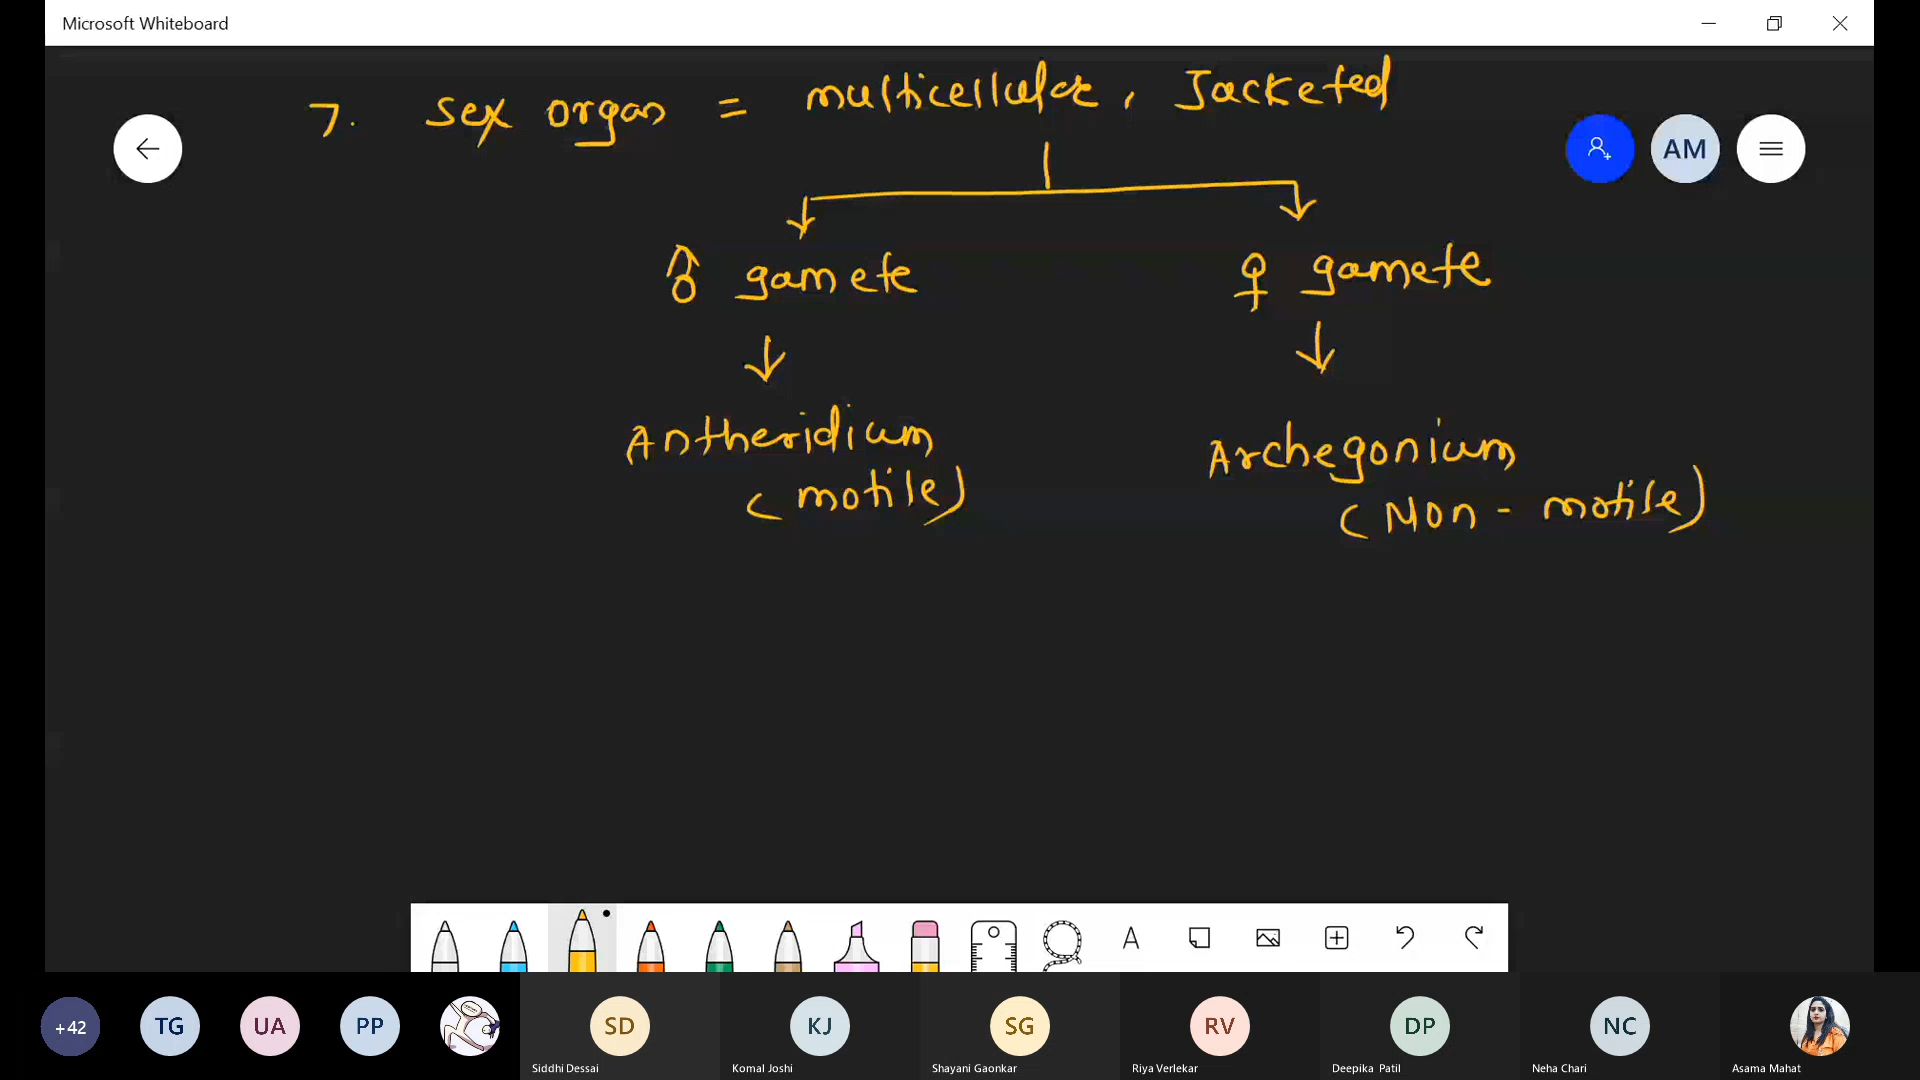 Microsoft Whiteboard
7. Sex organ = multicellular, Jacketed
♂ gamete ♀ gamete
Antheridium Archegonium
(motile) (Non-motile)
AM
A
+42 TG UA PP SD KJ SG RV DP NC
Siddhi Dessai Komal Joshi Shayani Gaonkar Riya Verlekar Deepika Patil Neha Chari Asama Mahat